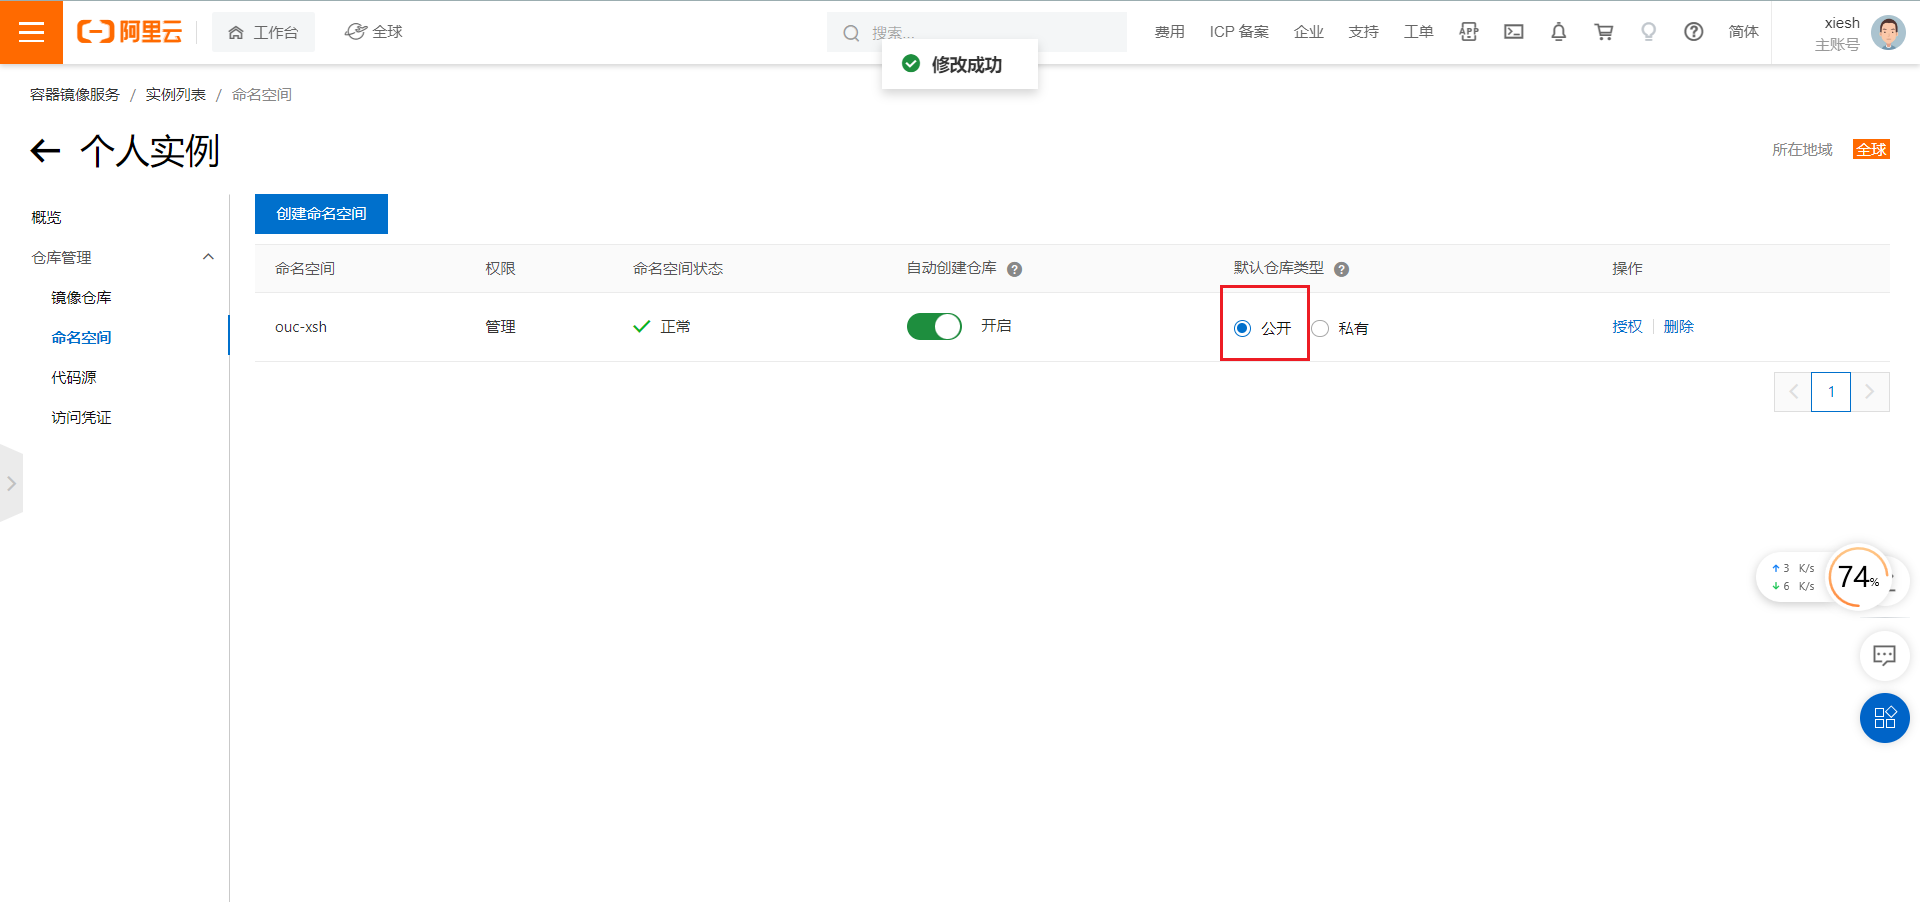 阿里云
工作台
全球
搜索...
费用
ICP 备案
企业
支持
工单
APP
简体
xiesh
主账号
修改成功
容器镜像服务 / 实例列表 / 命名空间
个人实例
所在地域 全球
概览
仓库管理
镜像仓库
命名空间
代码源
访问凭证
创建命名空间
命名空间 权限 命名空间状态 自动创建仓库 默认仓库类型 操作
ouc-xsh 管理 正常 开启 公开 私有 授权 删除
1
3 K/s
6 K/s
74%